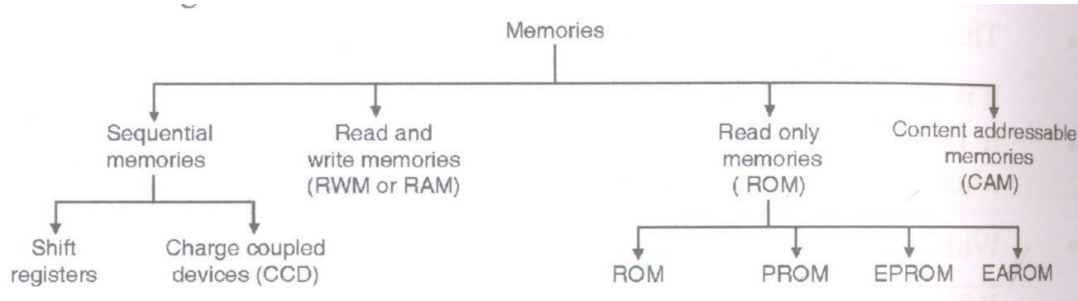 Memories
Sequential
memories
Read and
write memories
(RWM or RAM)
Read only
memories
( ROM)
Content addressable
memories
(CAM)
Shift
registers
Charge coupled
devices (CCD)
ROM
PROM
EPROM
EAROM